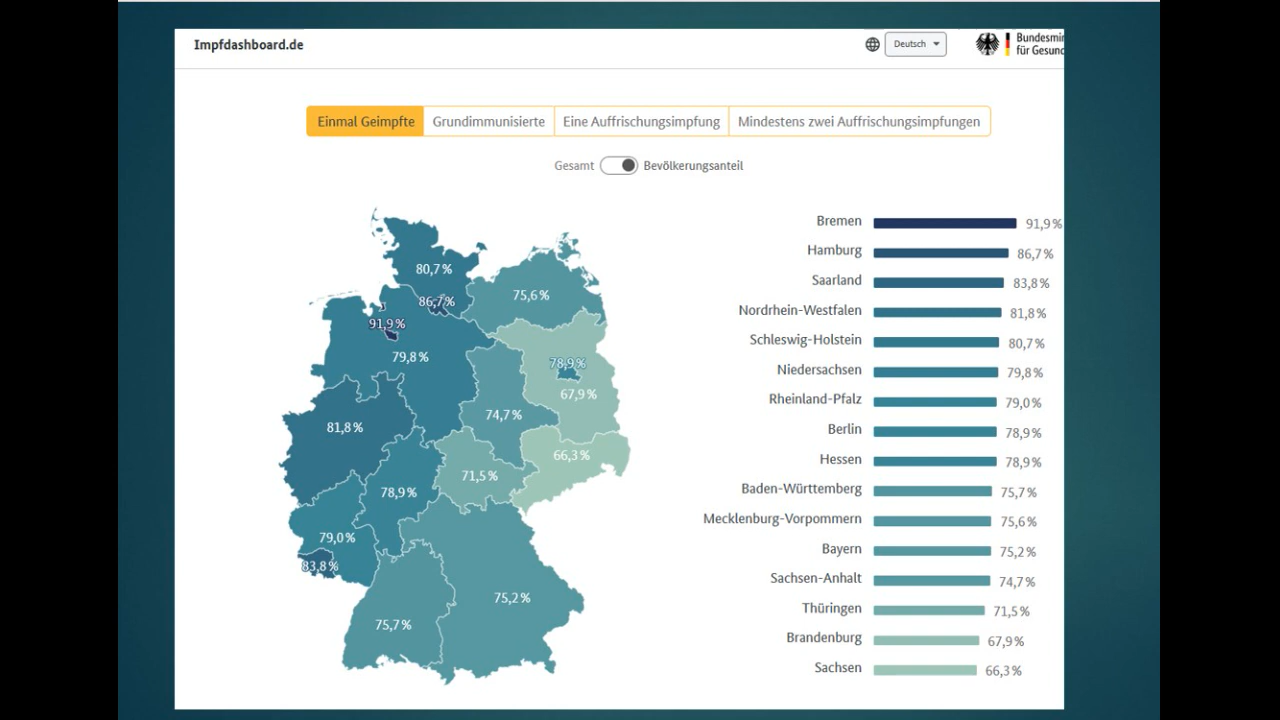 Impfdashboard.de
Deutsch
Bundesmin
für Gesund
Einmal Geimpfte
Grundimmunisierte
Eine Auffrischungsimpfung
Mindestens zwei Auffrischungsimpfungen
Gesamt
Bevölkerungsanteil
80,7 %
86,7 %
75,6 %
91,9 %
79,8 %
78,9 %
67,9 %
74,7 %
81,8 %
66,3 %
71,5 %
78,9 %
79,0 %
83,8 %
75,2 %
75,7 %
Bremen 91,9 %
Hamburg 86,7 %
Saarland 83,8 %
Nordrhein-Westfalen 81,8 %
Schleswig-Holstein 80,7 %
Niedersachsen 79,8 %
Rheinland-Pfalz 79,0 %
Berlin 78,9 %
Hessen 78,9 %
Baden-Württemberg 75,7 %
Mecklenburg-Vorpommern 75,6 %
Bayern 75,2 %
Sachsen-Anhalt 74,7 %
Thüringen 71,5 %
Brandenburg 67,9 %
Sachsen 66,3 %